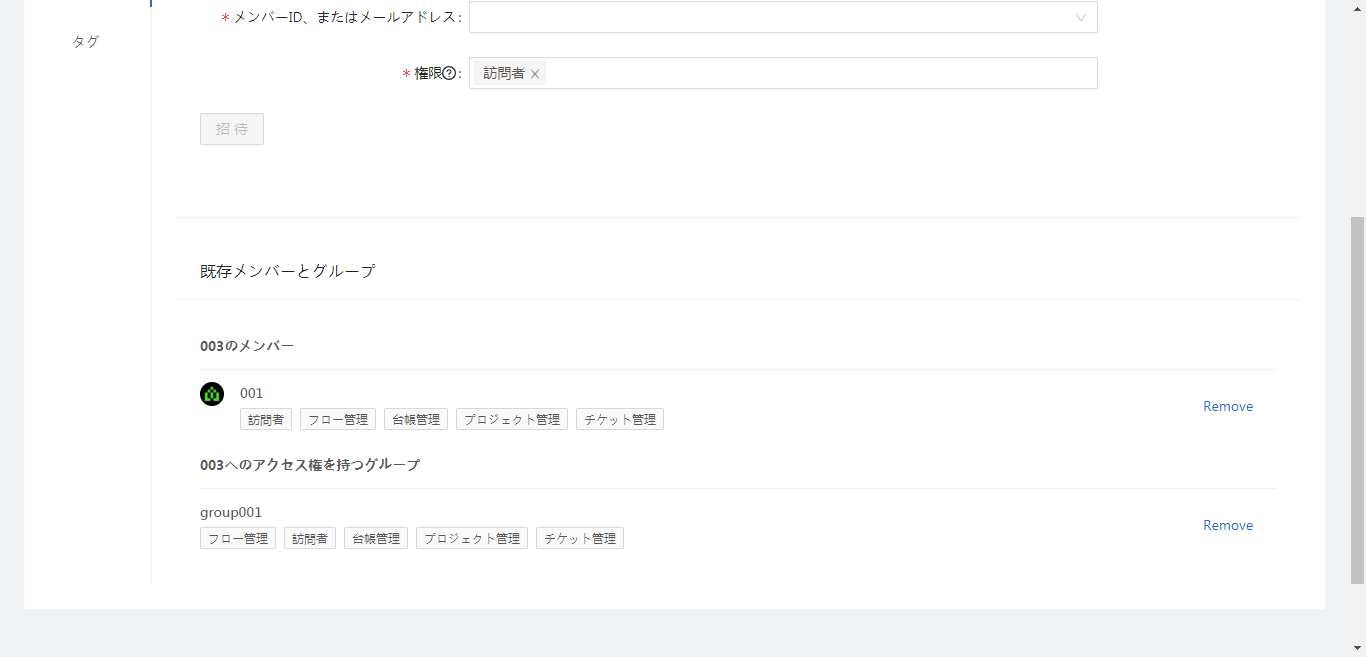 * メンバーID、またはメールアドレス :
タグ
* 権限? : 訪問者 ×
招 待
既存メンバーとグループ
003のメンバー
001
訪問者 フロー管理 台帳管理 プロジェクト管理 チケット管理
Remove
003へのアクセス権を持つグループ
group001
フロー管理 訪問者 台帳管理 プロジェクト管理 チケット管理
Remove